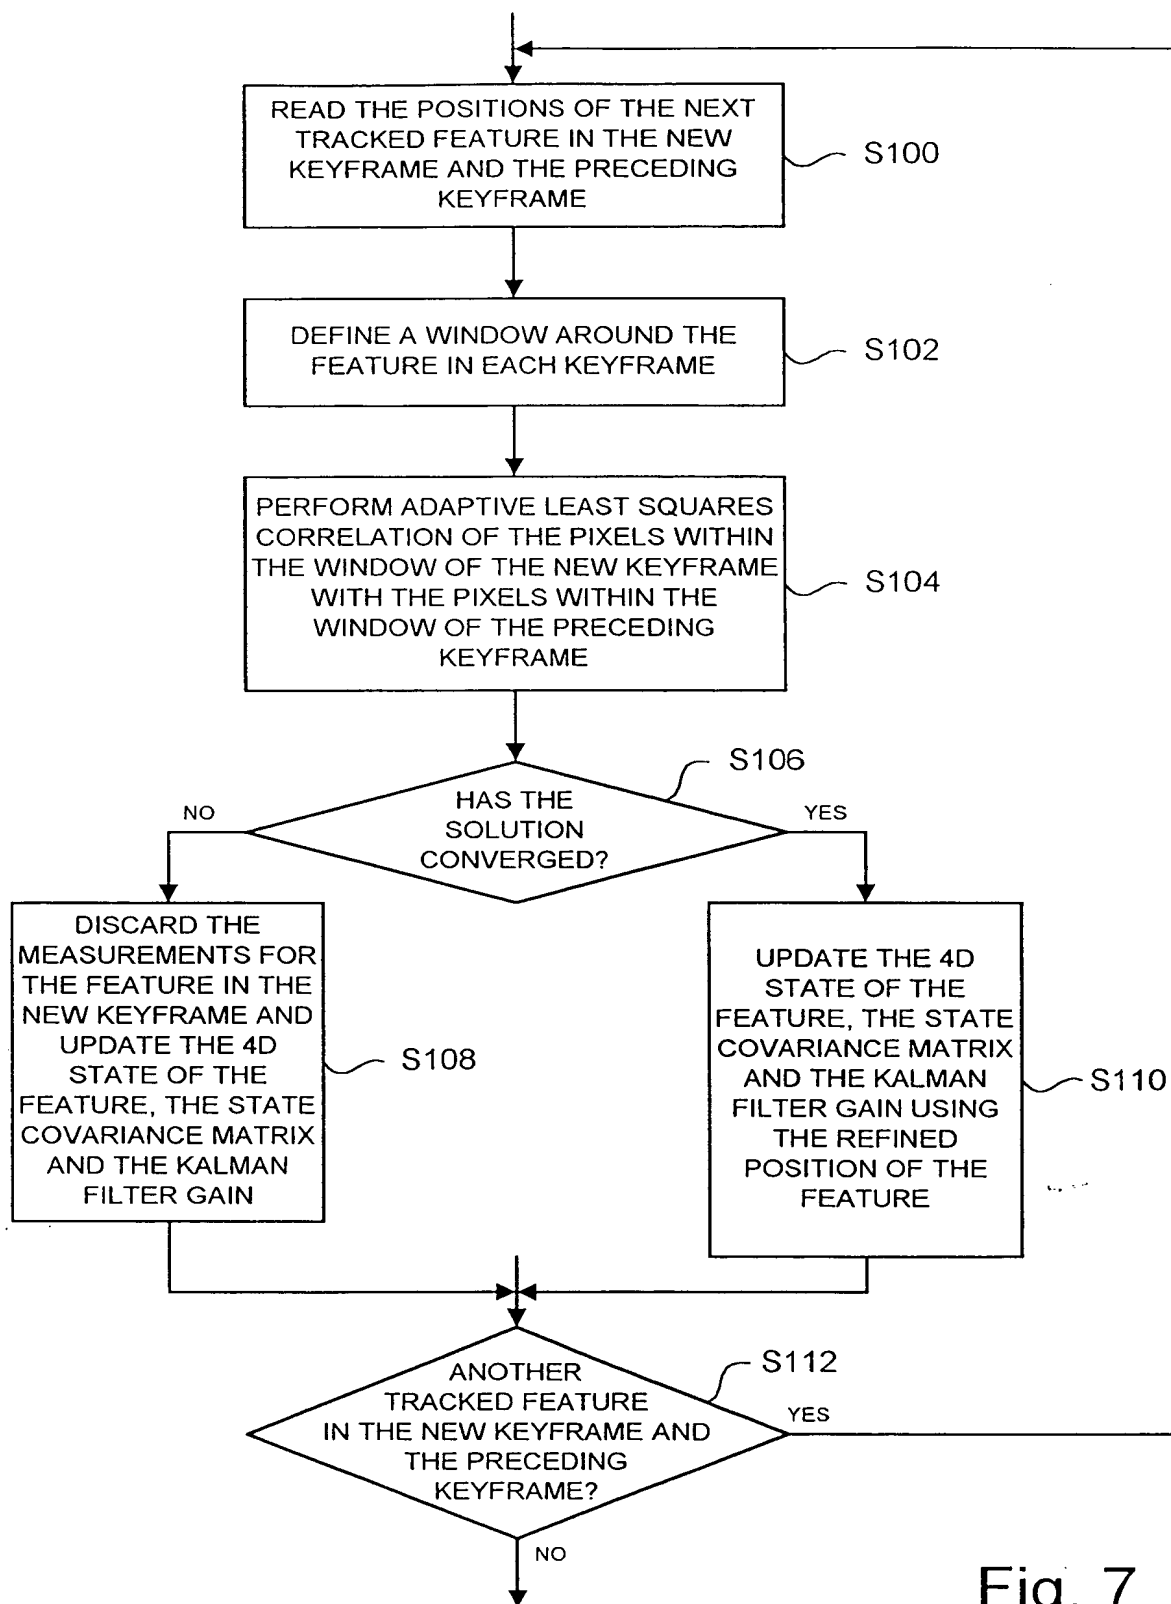 READ THE POSITIONS OF THE NEXT
TRACKED FEATURE IN THE NEW
KEYFRAME AND THE PRECEDING
KEYFRAME
S100
DEFINE A WINDOW AROUND THE
FEATURE IN EACH KEYFRAME
S102
PERFORM ADAPTIVE LEAST SQUARES
CORRELATION OF THE PIXELS WITHIN
THE WINDOW OF THE NEW KEYFRAME
WITH THE PIXELS WITHIN THE
WINDOW OF THE PRECEDING
KEYFRAME
S104
S106
HAS THE
SOLUTION
CONVERGED?
NO
YES
DISCARD THE
MEASUREMENTS FOR
THE FEATURE IN THE
NEW KEYFRAME AND
UPDATE THE 4D
STATE OF THE
FEATURE, THE STATE
COVARIANCE MATRIX
AND THE KALMAN
FILTER GAIN
S108
UPDATE THE 4D
STATE OF THE
FEATURE, THE STATE
COVARIANCE MATRIX
AND THE KALMAN
FILTER GAIN USING
THE REFINED
POSITION OF THE
FEATURE
S110
ANOTHER
TRACKED FEATURE
IN THE NEW KEYFRAME AND
THE PRECEDING
KEYFRAME?
S112
YES
NO
Fig. 7